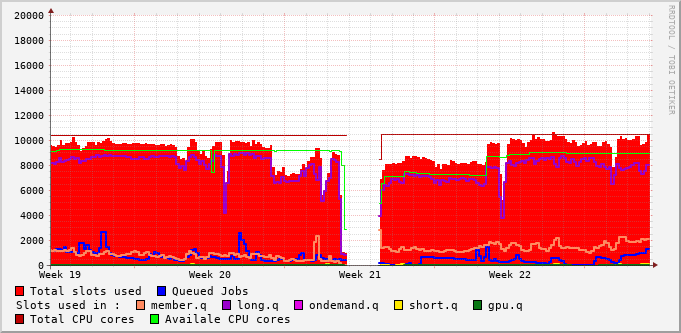 20000
18000
16000
14000
12000
10000
8000
6000
4000
2000
0
Week 19 Week 20 Week 21 Week 22
Total slots used Queued Jobs
Slots used in : member.q long.q ondemand.q short.q gpu.q
Total CPU cores Availale CPU cores
RRDTOOL / TOBI OETIKER